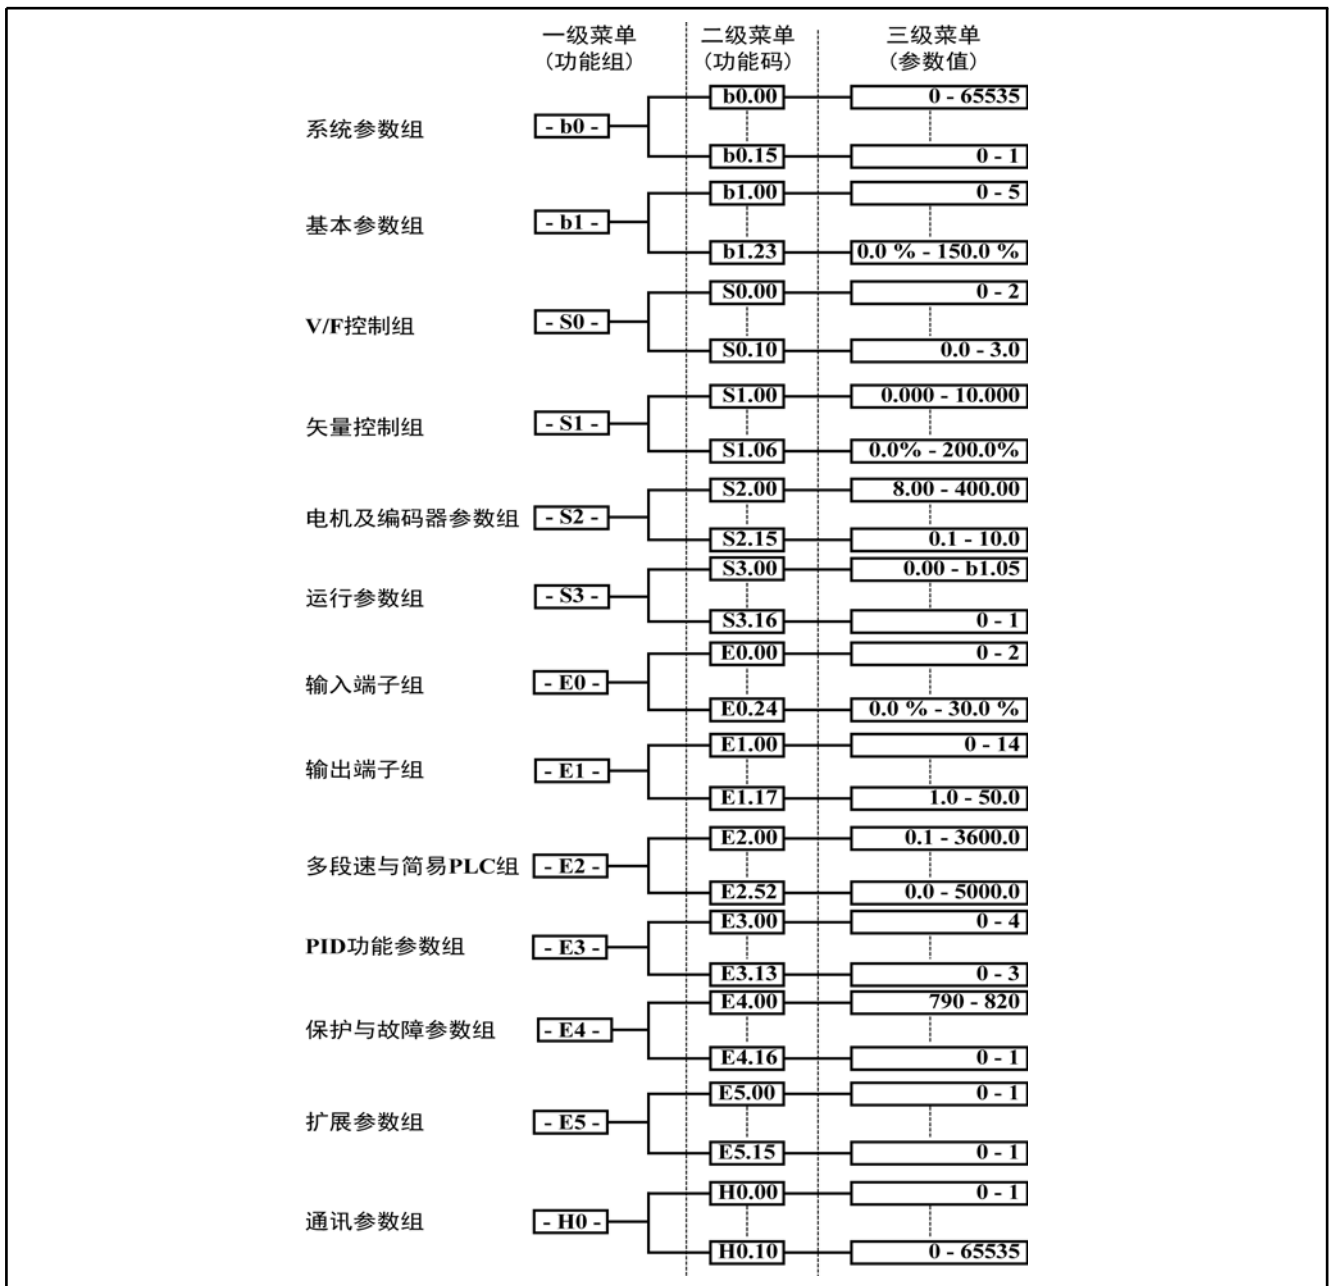 一级菜单 二级菜单 三级菜单
(功能组) (功能码) (参数值)
b0.00 0 - 65535
系统参数组 - b0 -
b0.15 0 - 1
b1.00 0 - 5
基本参数组 - b1 -
b1.23 0.0 % - 150.0 %
S0.00 0 - 2
V/F控制组 - S0 -
S0.10 0.0 - 3.0
S1.00 0.000 - 10.000
矢量控制组 - S1 -
S1.06 0.0% - 200.0%
S2.00 8.00 - 400.00
电机及编码器参数组 - S2 -
S2.15 0.1 - 10.0
S3.00 0.00 - b1.05
运行参数组 - S3 -
S3.16 0 - 1
E0.00 0 - 2
输入端子组 - E0 -
E0.24 0.0 % - 30.0 %
E1.00 0 - 14
输出端子组 - E1 -
E1.17 1.0 - 50.0
E2.00 0.1 - 3600.0
多段速与简易PLC组 - E2 -
E2.52 0.0 - 5000.0
E3.00 0 - 4
PID功能参数组 - E3 -
E3.13 0 - 3
E4.00 790 - 820
保护与故障参数组 - E4 -
E4.16 0 - 1
E5.00 0 - 1
扩展参数组 - E5 -
E5.15 0 - 1
H0.00 0 - 1
通讯参数组 - H0 -
H0.10 0 - 65535